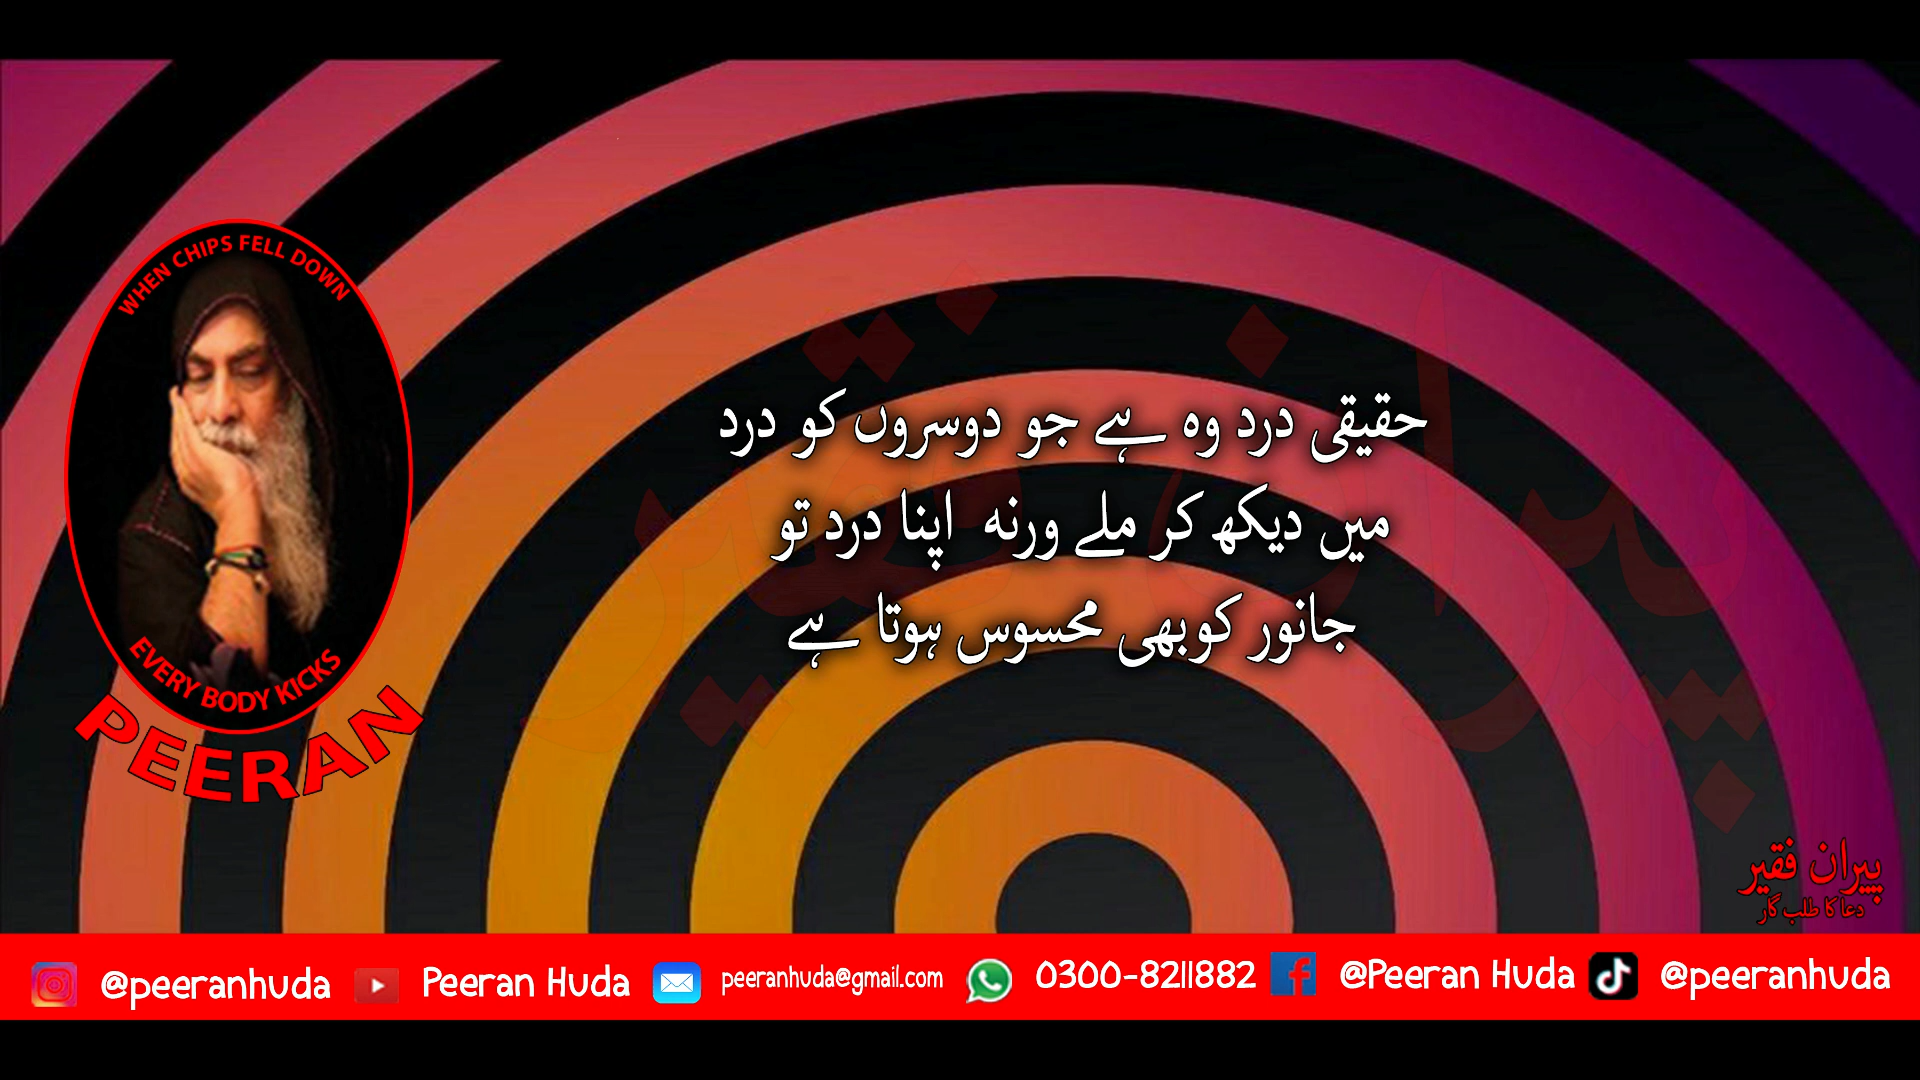 WHEN CHIPS FELL DOWN
EVERY BODY KICKS
PEERAN
حقیقی درد وہ ہے جو دوسروں کو درد
میں دیکھ کر ملے ورنہ اپنا درد تو
جانور کو بھی محسوس ہوتا ہے
پیران فقیر
پیران فقیر
دعا کا طلب گار
@peeranhuda
Peeran Huda
peeranhuda@gmail.com
0300-8211882
@Peeran Huda
@peeranhuda